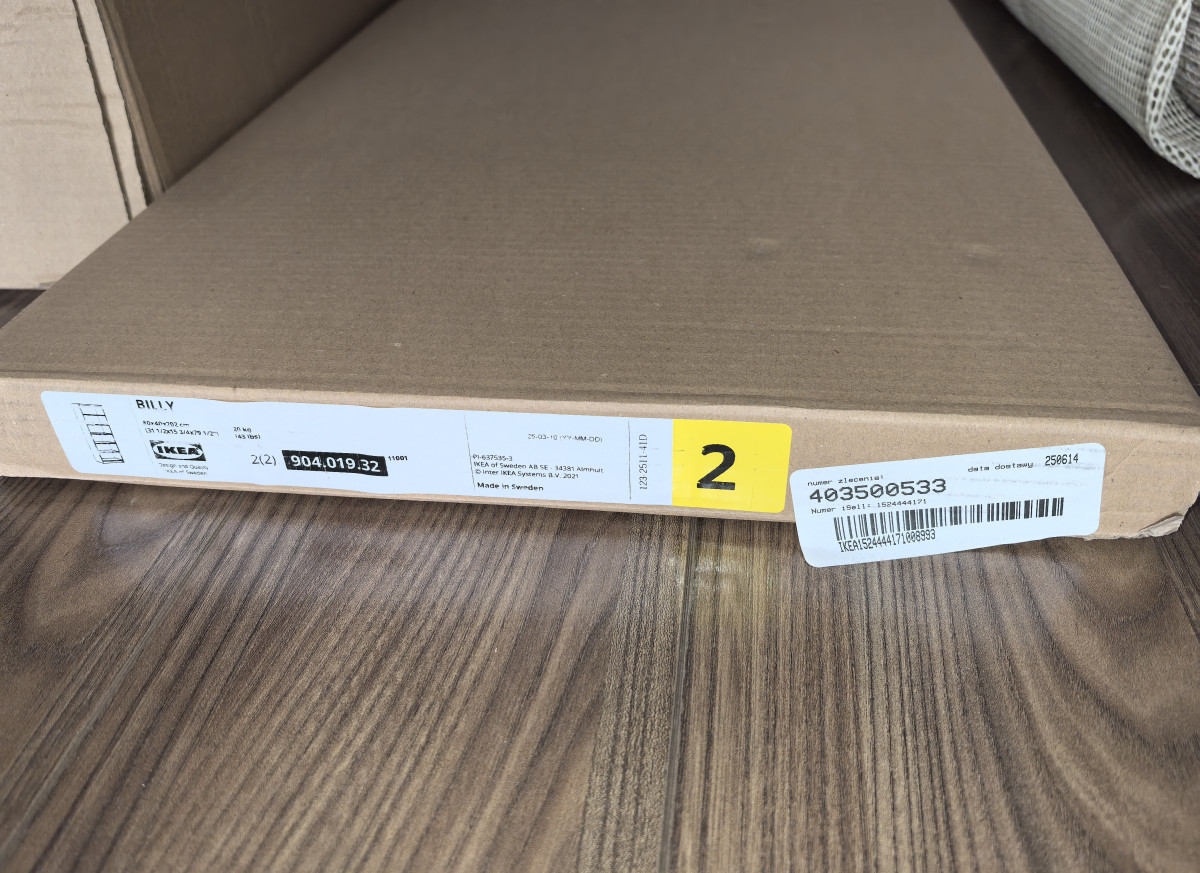 BILLY
80x40x202 cm
(31 1/2x15 3/4x79 1/2")
20 kg
(43 lbs)
IKEA
Design and Quality
IKEA of Sweden
2(2)
904.019.32
11001
25-03-10 (YY-MM-DD)
PI-637535-3
IKEA of Sweden AB SE - 34381 Älmhult
© Inter IKEA Systems B.V. 2021
Made in Sweden
123 2511-41D
2
numer zlecenia!
data dostawy 250614
403500533
Numer iSell: 1524444171
IKEA1524444171008993